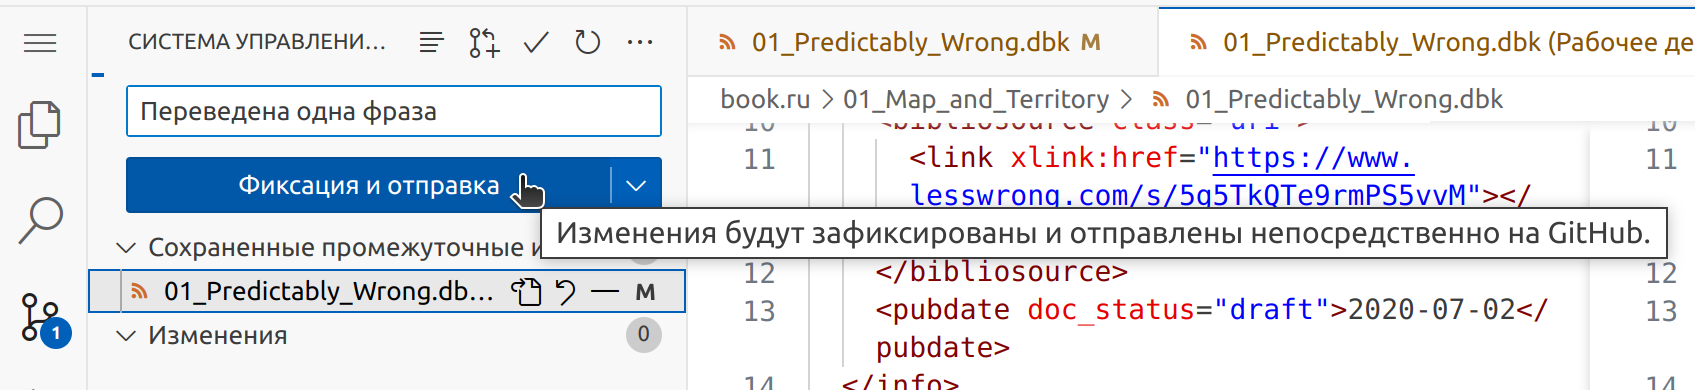 СИСТЕМА УПРАВЛЕНИ...
Переведена одна фраза
Фиксация и отправка
Изменения будут зафиксированы и отправлены непосредственно на GitHub.
Сохраненные промежуточные и
01_Predictably_Wrong.db... M
1
Изменения 0
01_Predictably_Wrong.dbk M
01_Predictably_Wrong.dbk (Рабочее де
book.ru > 01_Map_and_Territory > 01_Predictably_Wrong.dbk
10 <bibliosource class="uri"> 10
11 <link xlink:href="https://www. 11
lesswrong.com/s/5g5TkQTe9rmPS5vvM"></
12 </bibliosource> 12
13 <pubdate doc_status="draft">2020-07-02</ 13
pubdate>
14 </info> 14